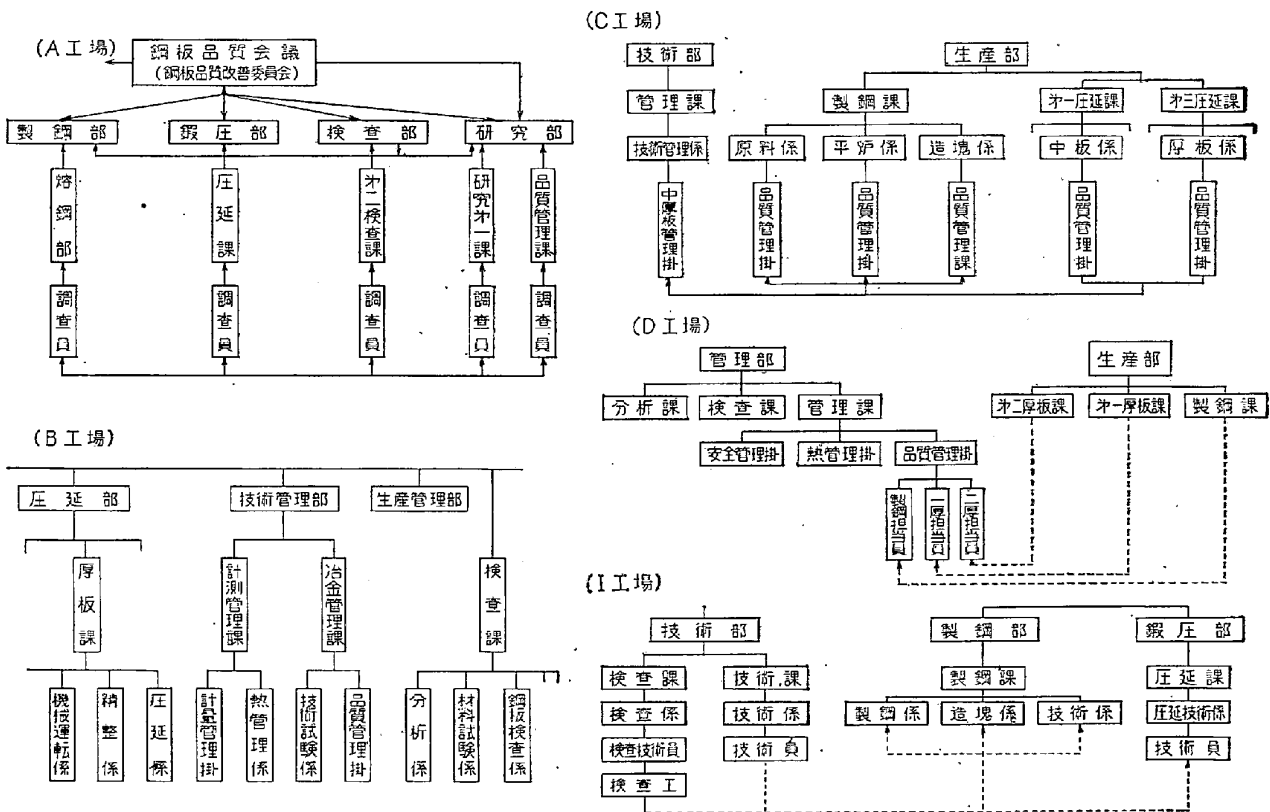 (A工場)
鋼板品質会議
(鋼板品質改善委員会)
製鋼部 鍛圧部 検査部 研究部
熔鋼部 圧延課 才二検査課 研究才一課 品質管理課
調査員 調査員 調査員 調査員 調査員
(B工場)
圧延部 技術管理部 生産管理部
厚板課 計測管理課 冶金管理課 検査課
機械運転係 精整係 圧延係 計量管理掛 熱管理係 技術試験係 品質管理掛 分析係 材料試験係 鋼板検査係
(C工場)
技術部 生産部
管理課 製鋼課 才一圧延課 才三圧延課
技術管理係 原料係 平炉係 造塊係 中板係 厚板係
中厚板管理掛 品質管理掛 品質管理掛 品質管理課 品質管理掛 品質管理掛
(D工場)
管理部 生産部
分析課 検査課 管理課 才二厚板課 才一厚板課 製鋼課
安全管理掛 熱管理掛 品質管理掛
製鋼担当員 一厚担当員 二厚担当員
(I工場)
技術部 製鋼部 鍛圧部
検査課 技術課 製鋼課 圧延課
検査係 技術係 製鋼係 造塊係 技術係 圧延技術係
検査技術員 技術員 技術員
検査工